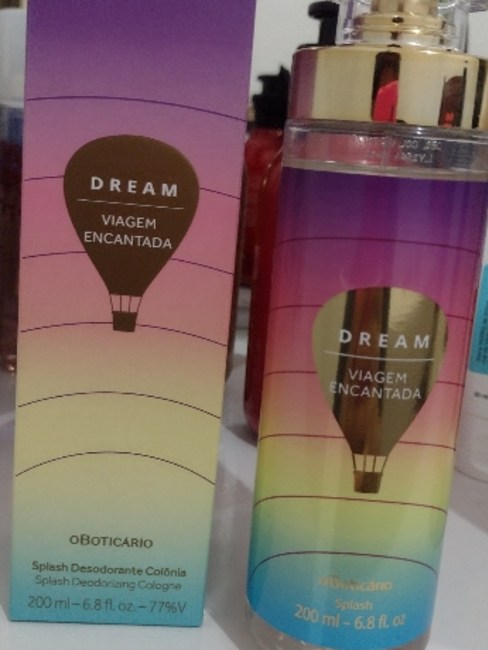 DREAM
VIAGEM
ENCANTADA
oBOTICÁRIO
Splash Desodorante Colônia
Splash Deodorizing Cologne
200 ml – 6.8 fl. oz. – 77%V
DREAM
VIAGEM
ENCANTADA
oBoticário
Splash
200 ml – 6.8 fl. oz